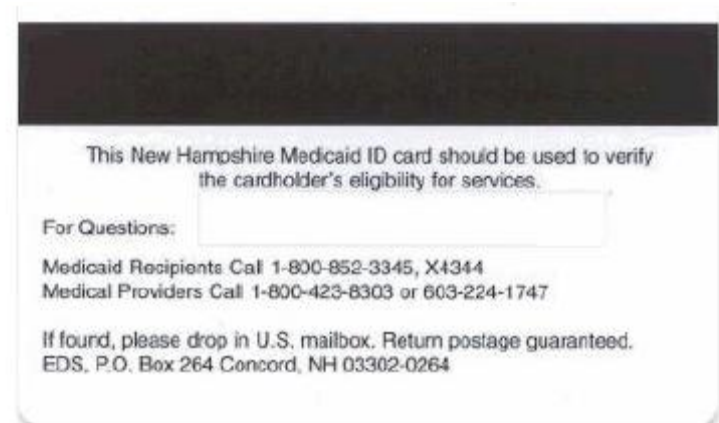 This New Hampshire Medicaid ID card should be used to verify
the cardholder's eligibility for services.
For Questions:
Medicaid Recipients Call 1-800-852-3345, X4344
Medical Providers Call 1-800-423-8303 or 603-224-1747
If found, please drop in U.S. mailbox. Return postage guaranteed.
EDS, P.O. Box 264 Concord, NH 03302-0264